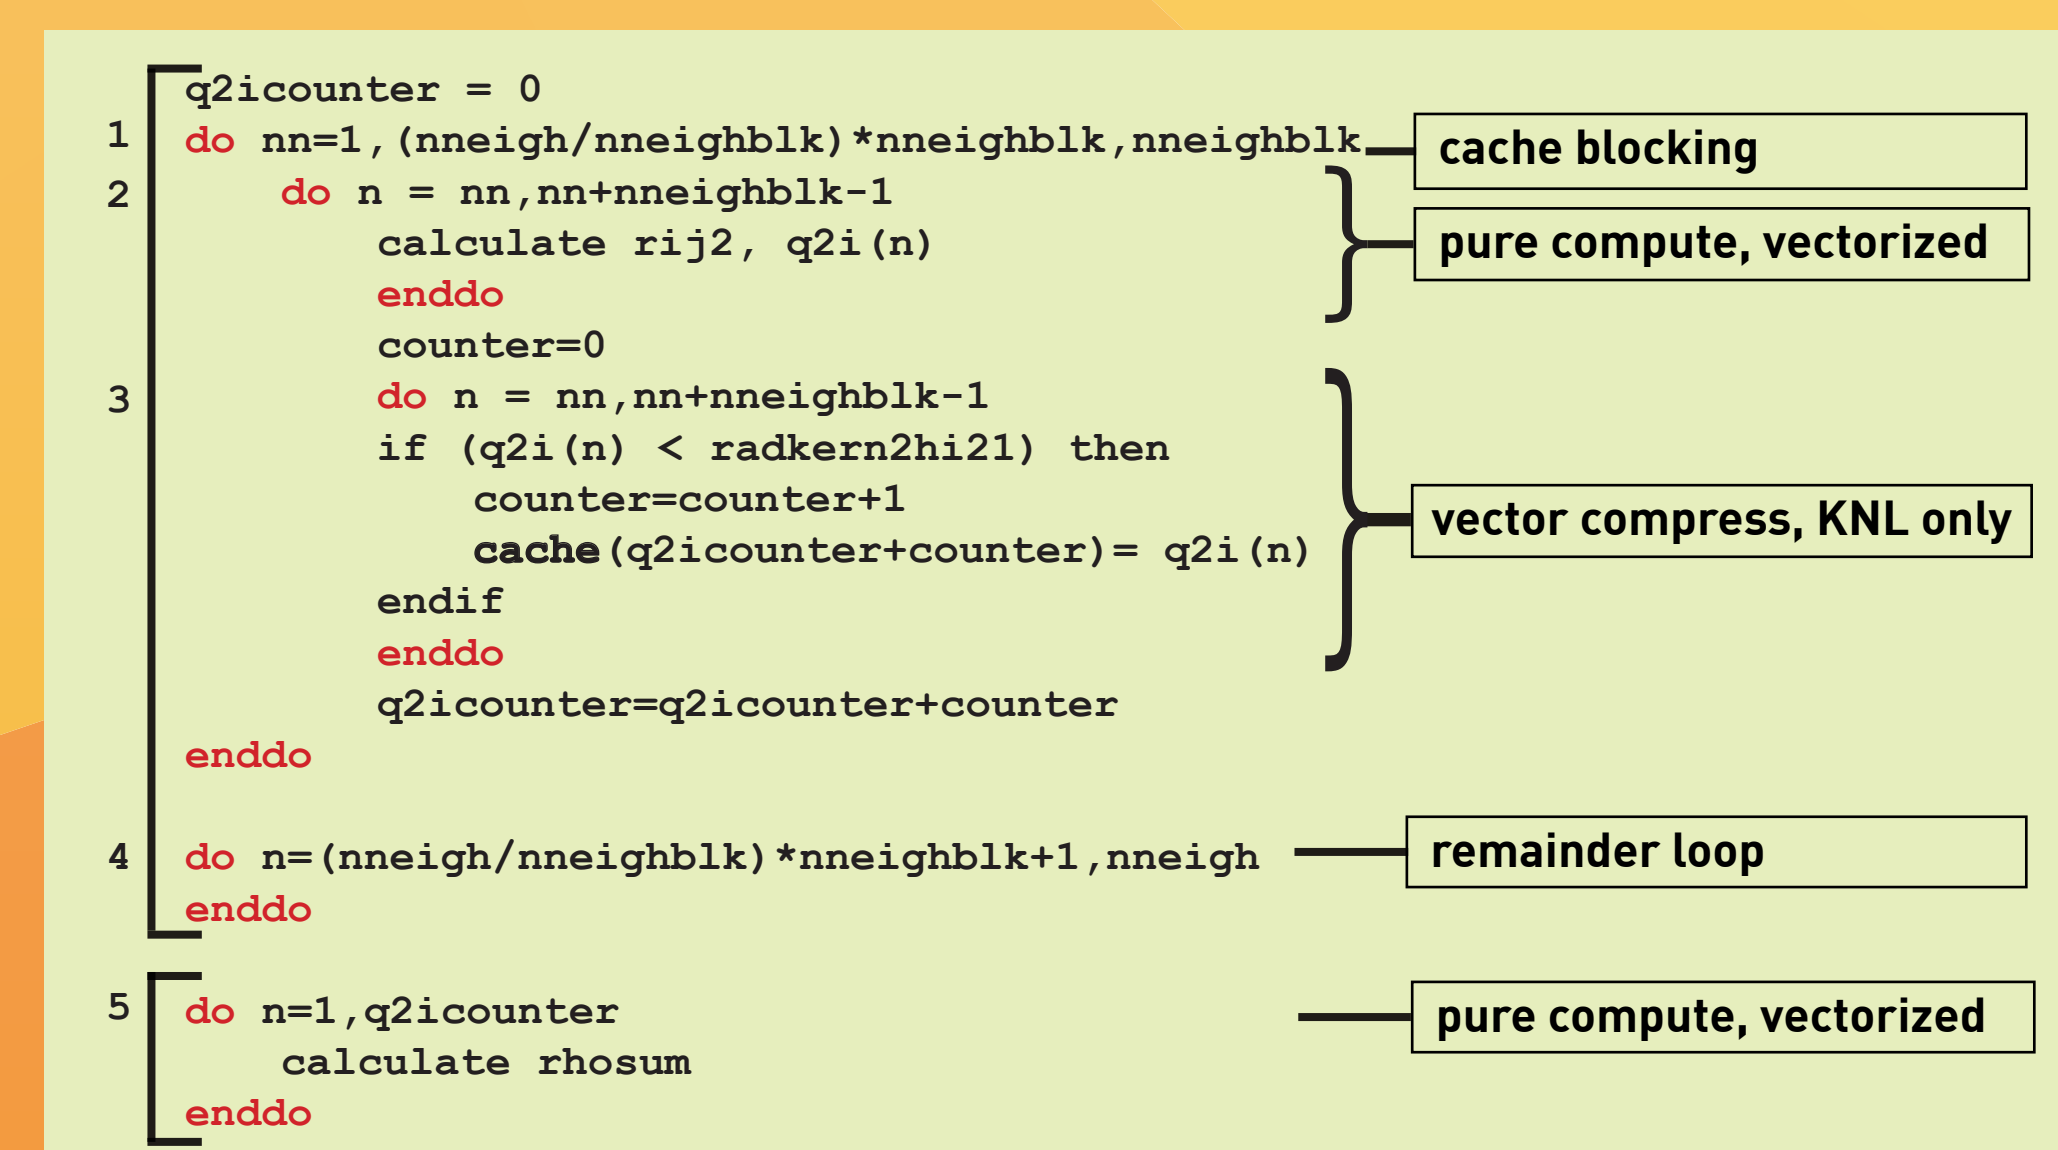 q2icounter = 0
1 do nn=1,(nneigh/nneighblk)*nneighblk,nneighblk cache blocking
2 do n = nn,nn+nneighblk-1
calculate rij2, q2i(n) pure compute, vectorized
enddo
counter=0
3 do n = nn,nn+nneighblk-1
if (q2i(n) < radkern2hi21) then
counter=counter+1
cache(q2icounter+counter)= q2i(n) vector compress, KNL only
endif
enddo
q2icounter=q2icounter+counter
enddo
4 do n=(nneigh/nneighblk)*nneighblk+1,nneigh remainder loop
enddo
5 do n=1,q2icounter pure compute, vectorized
calculate rhosum
enddo